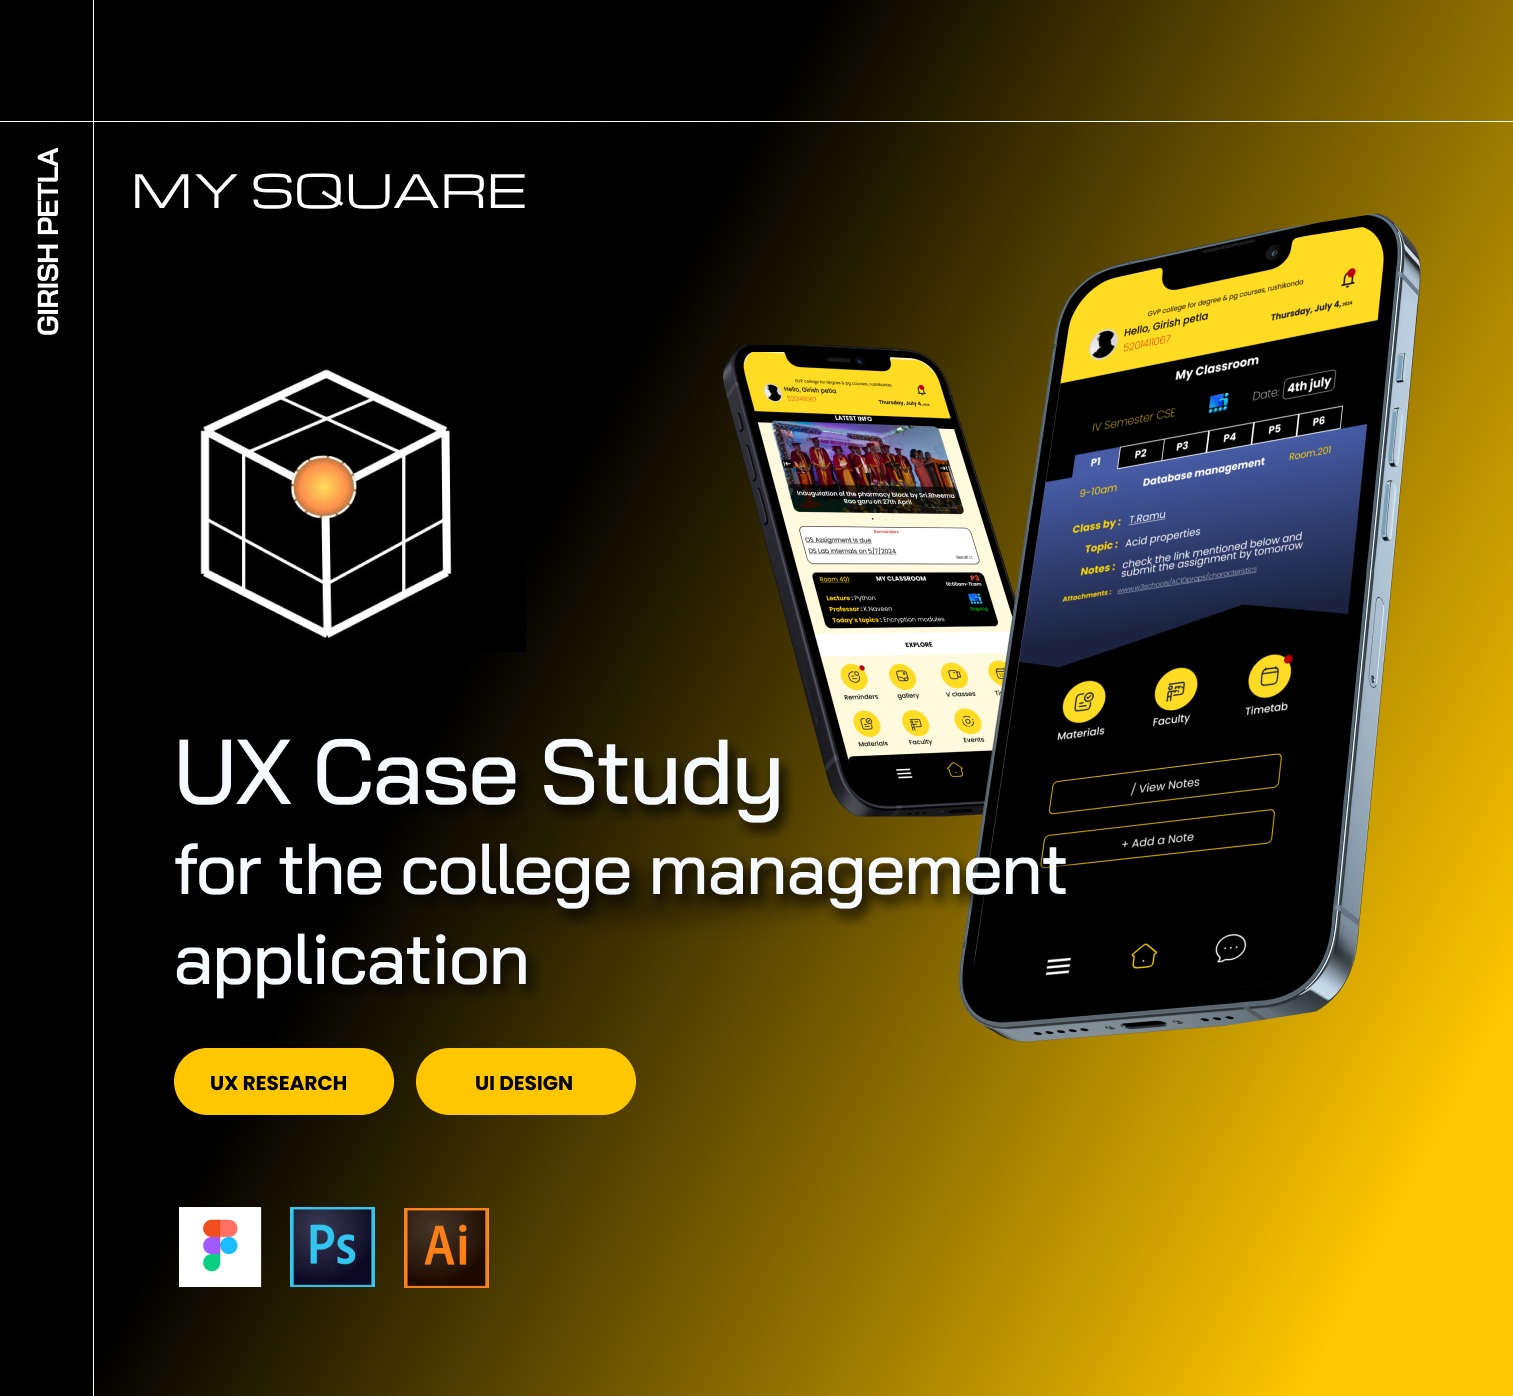 GIRISH PETLA
MY SQUARE
UX Case Study
for the college management
application
UX RESEARCH
UI DESIGN
Ps
Ai
GVP college for degree & pg courses, rushikonda
Hello, Girish petla
5201411067
Thursday, July 4, 2024
LATEST INFO
Inauguration of the pharmacy block by Sri.Bheema
Rao garu on 27th April
Reminders
OS Assignment is due
DS Lab internals on 5/7/2024
See all >>
Room 401
MY CLASSROOM
P3
10:00am-11:am
Lecture : Python
Professor : K.Naveen
Today's topics : Encryption modules
Ongoing
EXPLORE
Reminders
gallery
V classes
Materials
Faculty
Events
GVP college for degree & pg courses, rushikonda
Hello, Girish petla
5201411067
Thursday, July 4, 2024
My Classroom
IV Semester CSE
Date: 4th july
P1 P2 P3 P4 P5 P6
9-10am
Database management
Room.201
Class by : T.Ramu
Topic : Acid properties
Notes : check the link mentioned below and
submit the assignment by tomorrow
Attachments : www.w3schools/ACIDprops/characteristics
Materials
Faculty
Timetab
/ View Notes
+ Add a Note